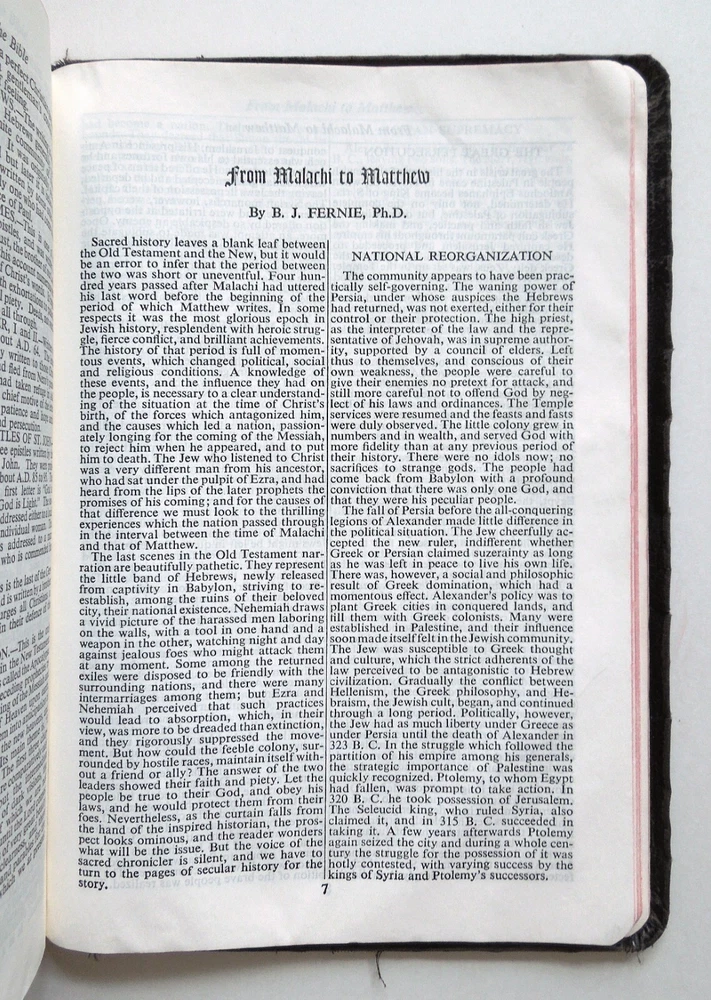 From Malachi to Matthew
By B. J. FERNIE, Ph.D.
Sacred history leaves a blank leaf between
the Old Testament and the New, but it would
be an error to infer that the period between
the two was short or uneventful. Four hun-
dred years passed after Malachi had uttered
his last word before the beginning of the
period of which Matthew writes. In some
respects it was the most glorious epoch in
Jewish history, resplendent with heroic strug-
gle, fierce conflict, and brilliant achievements.
The history of that period is full of momen-
tous events, which changed political, social
and religious conditions. A knowledge of
these events, and the influence they had on
the people, is necessary to a clear understand-
ing of the situation at the time of Christ's
birth, of the forces which antagonized him,
and the causes which led a nation, passion-
ately longing for the coming of the Messiah,
to reject him when he appeared, and to put
him to death. The Jew who listened to Christ
was a very different man from his ancestor,
who had sat under the pulpit of Ezra, and had
heard from the lips of the later prophets the
promises of his coming; and for the causes of
that difference we must look to the thrilling
experiences which the nation passed through
in the interval between the time of Malachi
and that of Matthew.
The last scenes in the Old Testament nar-
ration are beautifully pathetic. They represent
the little band of Hebrews, newly released
from captivity in Babylon, striving to re-
establish, among the ruins of their beloved
city, their national existence. Nehemiah draws
a vivid picture of the harassed men laboring
on the walls, with a tool in one hand and a
weapon in the other, watching night and day
against jealous foes who might attack them
at any moment. Some among the returned
exiles were disposed to be friendly with the
surrounding nations, and there were many
intermarriages among them; but Ezra and
Nehemiah perceived that such practices
would lead to absorption, which, in their
view, was more to be dreaded than extinction,
and they rigorously suppressed the move-
ment. But how could the feeble colony, sur-
rounded by hostile races, maintain itself with-
out a friend or ally? The answer of the two
leaders showed their faith and piety. Let the
people be true to their God, and obey his
laws, and he would protect them from their
foes. Nevertheless, as the curtain falls from
the hand of the inspired historian, the pros-
pect looks ominous, and the reader wonders
what will be the issue. But the voice of the
sacred chronicler is silent, and we have to
turn to the pages of secular history for the
story.
NATIONAL REORGANIZATION
The community appears to have been prac-
tically self-governing. The waning power of
Persia, under whose auspices the Hebrews
had returned, was not exerted, either for their
control or their protection. The high priest,
as the interpreter of the law and the repre-
sentative of Jehovah, was in supreme author-
ity, supported by a council of elders. Left
thus to themselves, and conscious of their
own weakness, the people were careful to
give their enemies no pretext for attack, and
still more careful not to offend God by neg-
lect of his laws and ordinances. The Temple
services were resumed and the feasts and fasts
were duly observed. The little colony grew in
numbers and in wealth, and served God with
more fidelity than at any previous period of
their history. There were no idols now; no
sacrifices to strange gods. The people had
come back from Babylon with a profound
conviction that there was only one God, and
that they were his peculiar people.
The fall of Persia before the all-conquering
legions of Alexander made little difference in
the political situation. The Jew cheerfully ac-
cepted the new ruler, indifferent whether
Greek or Persian claimed suzerainty as long
as he was left in peace to live his own life.
There was, however, a social and philosophic
result of Greek domination, which had a
momentous effect. Alexander's policy was to
plant Greek cities in conquered lands, and
fill them with Greek colonists. Many were
established in Palestine, and their influence
soon made itself felt in the Jewish community.
The Jew was susceptible to Greek thought
and culture, which the strict adherents of the
law perceived to be antagonistic to Hebrew
civilization. Gradually the conflict between
Hellenism, the Greek philosophy, and He-
braism, the Jewish cult, began, and continued
through a long period. Politically, however,
the Jew had as much liberty under Greece as
under Persia until the death of Alexander in
323 B. C. In the struggle which followed the
partition of his empire among his generals,
the strategic importance of Palestine was
quickly recognized. Ptolemy, to whom Egypt
had fallen, was prompt to take action. In
320 B. C. he took possession of Jerusalem.
The Seleucid king, who ruled Syria, also
claimed it, and in 315 B. C. succeeded in
taking it. A few years afterwards Ptolemy
again seized the city and during a whole cen-
tury the struggle for the possession of it was
hotly contested, with varying success by the
kings of Syria and Ptolemy's successors.
7